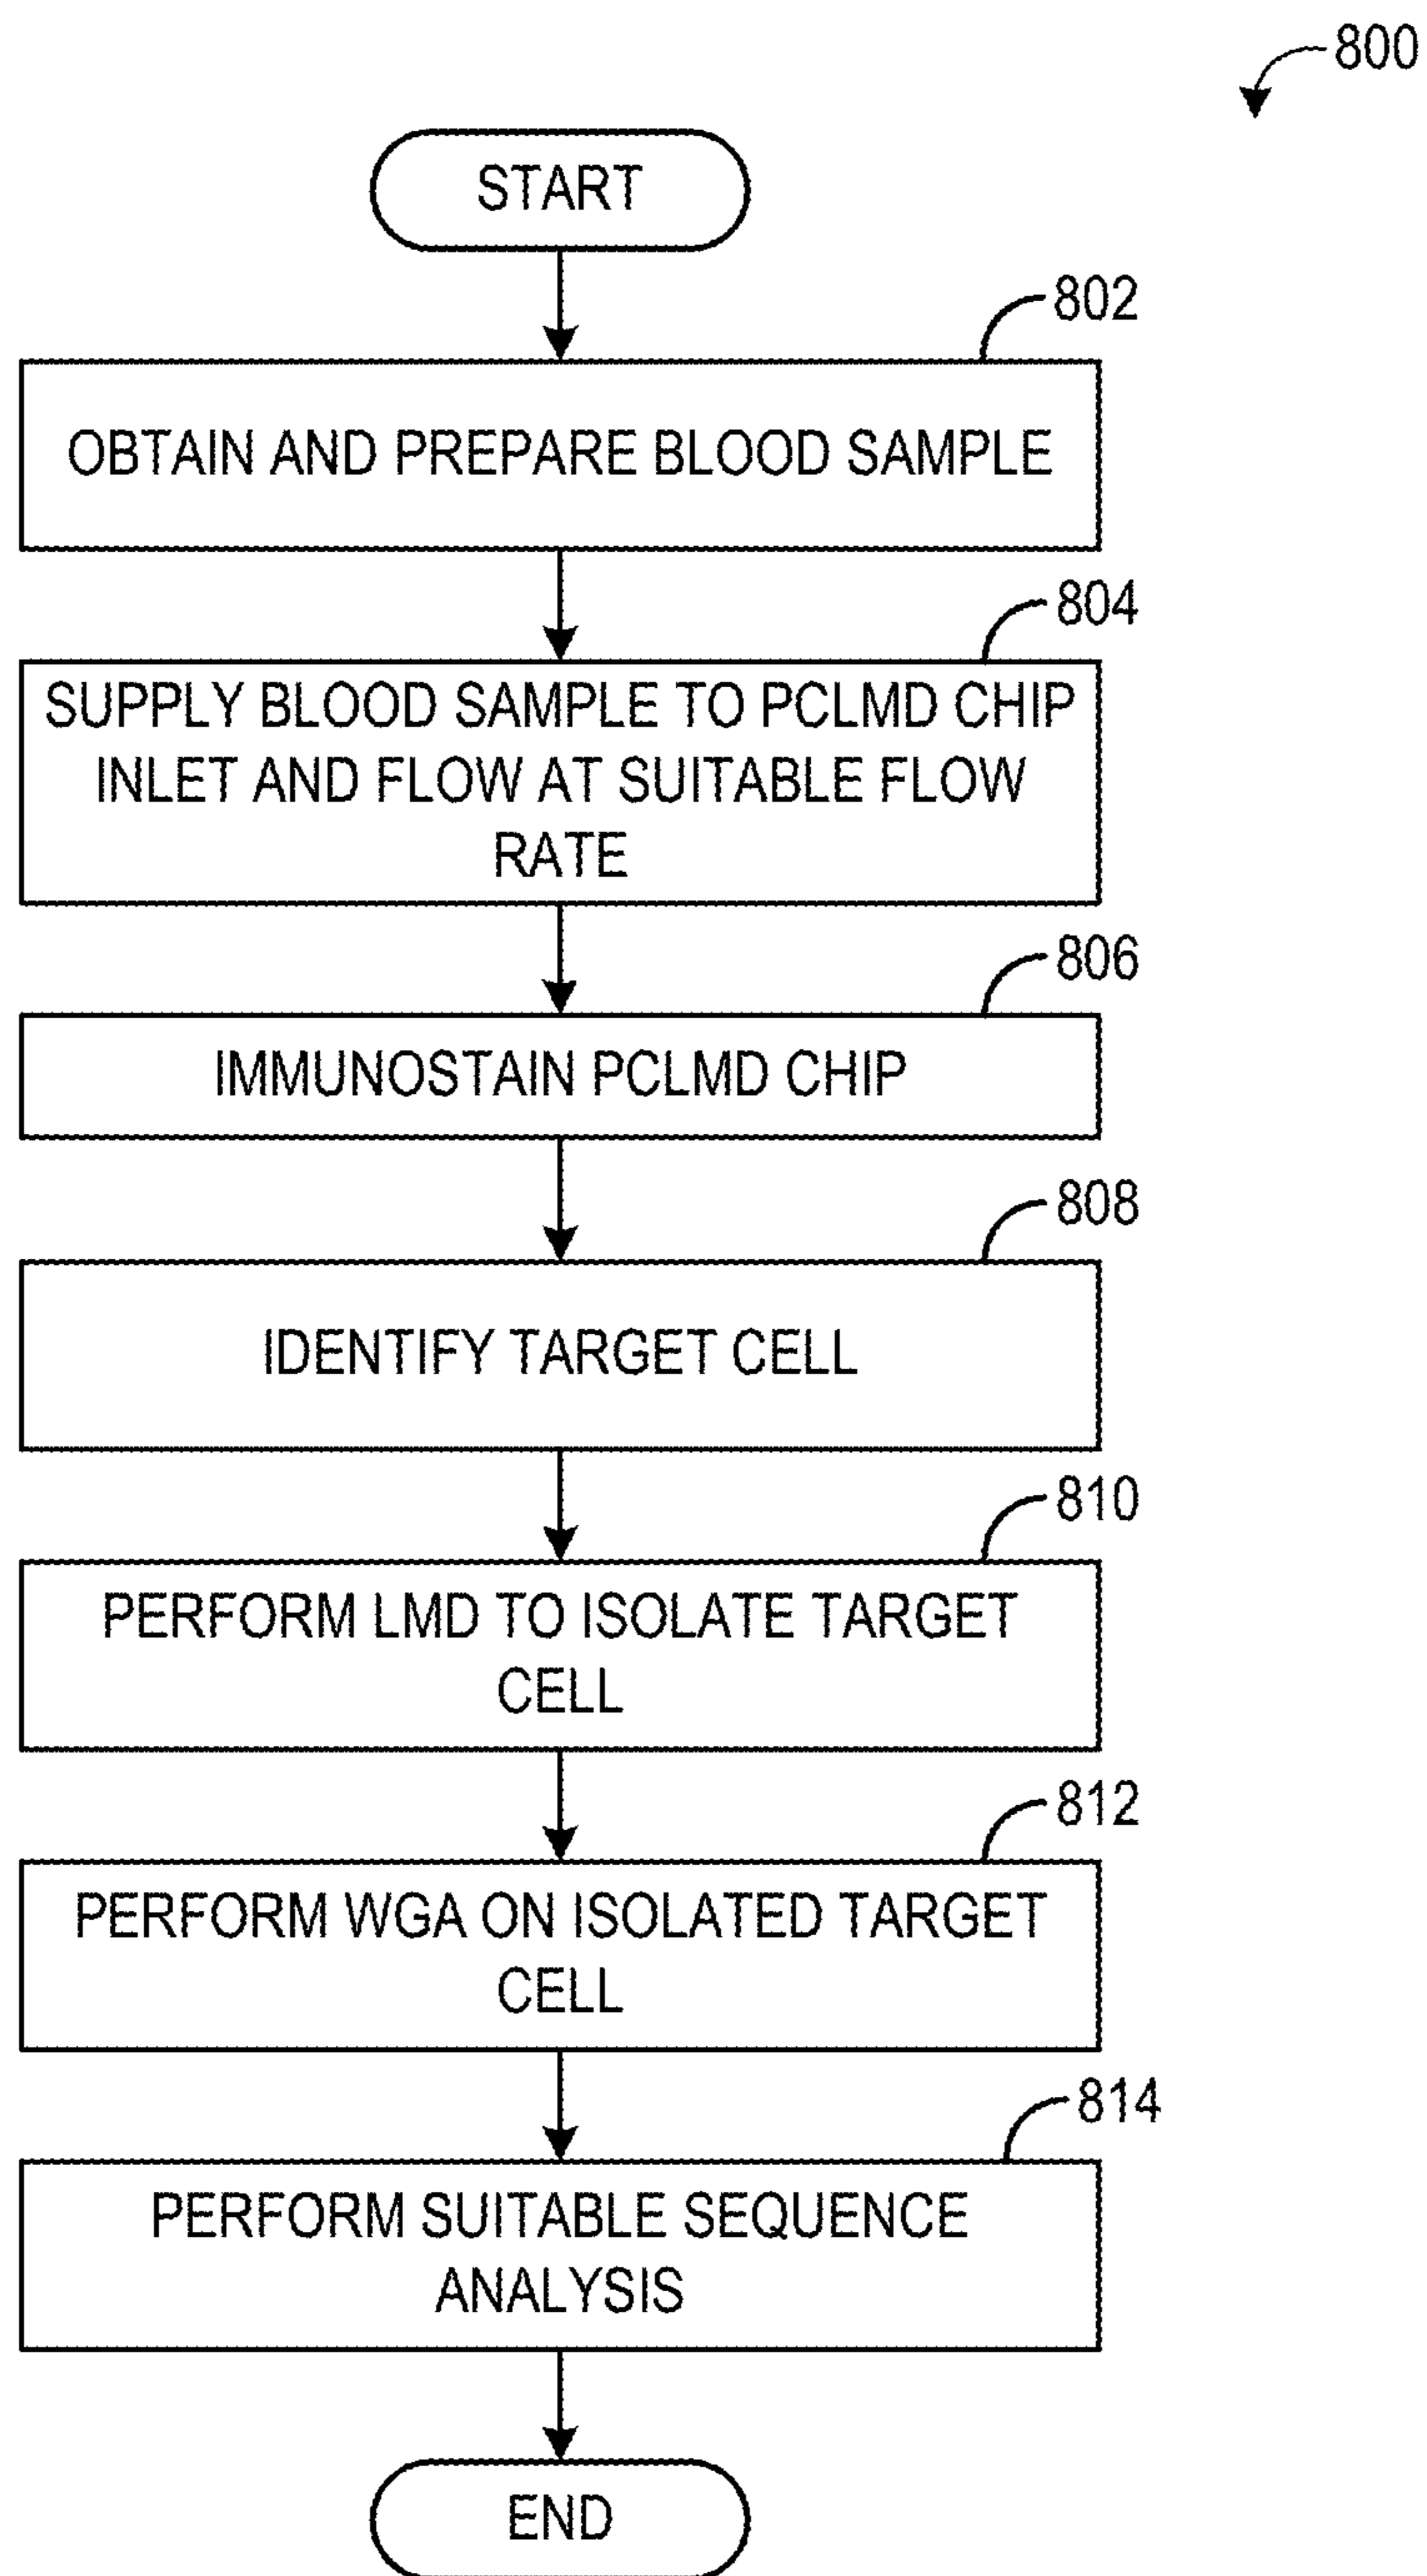 800
START
802
OBTAIN AND PREPARE BLOOD SAMPLE
804
SUPPLY BLOOD SAMPLE TO PCLMD CHIP
INLET AND FLOW AT SUITABLE FLOW
RATE
806
IMMUNOSTAIN PCLMD CHIP
808
IDENTIFY TARGET CELL
810
PERFORM LMD TO ISOLATE TARGET
CELL
812
PERFORM WGA ON ISOLATED TARGET
CELL
814
PERFORM SUITABLE SEQUENCE
ANALYSIS
END